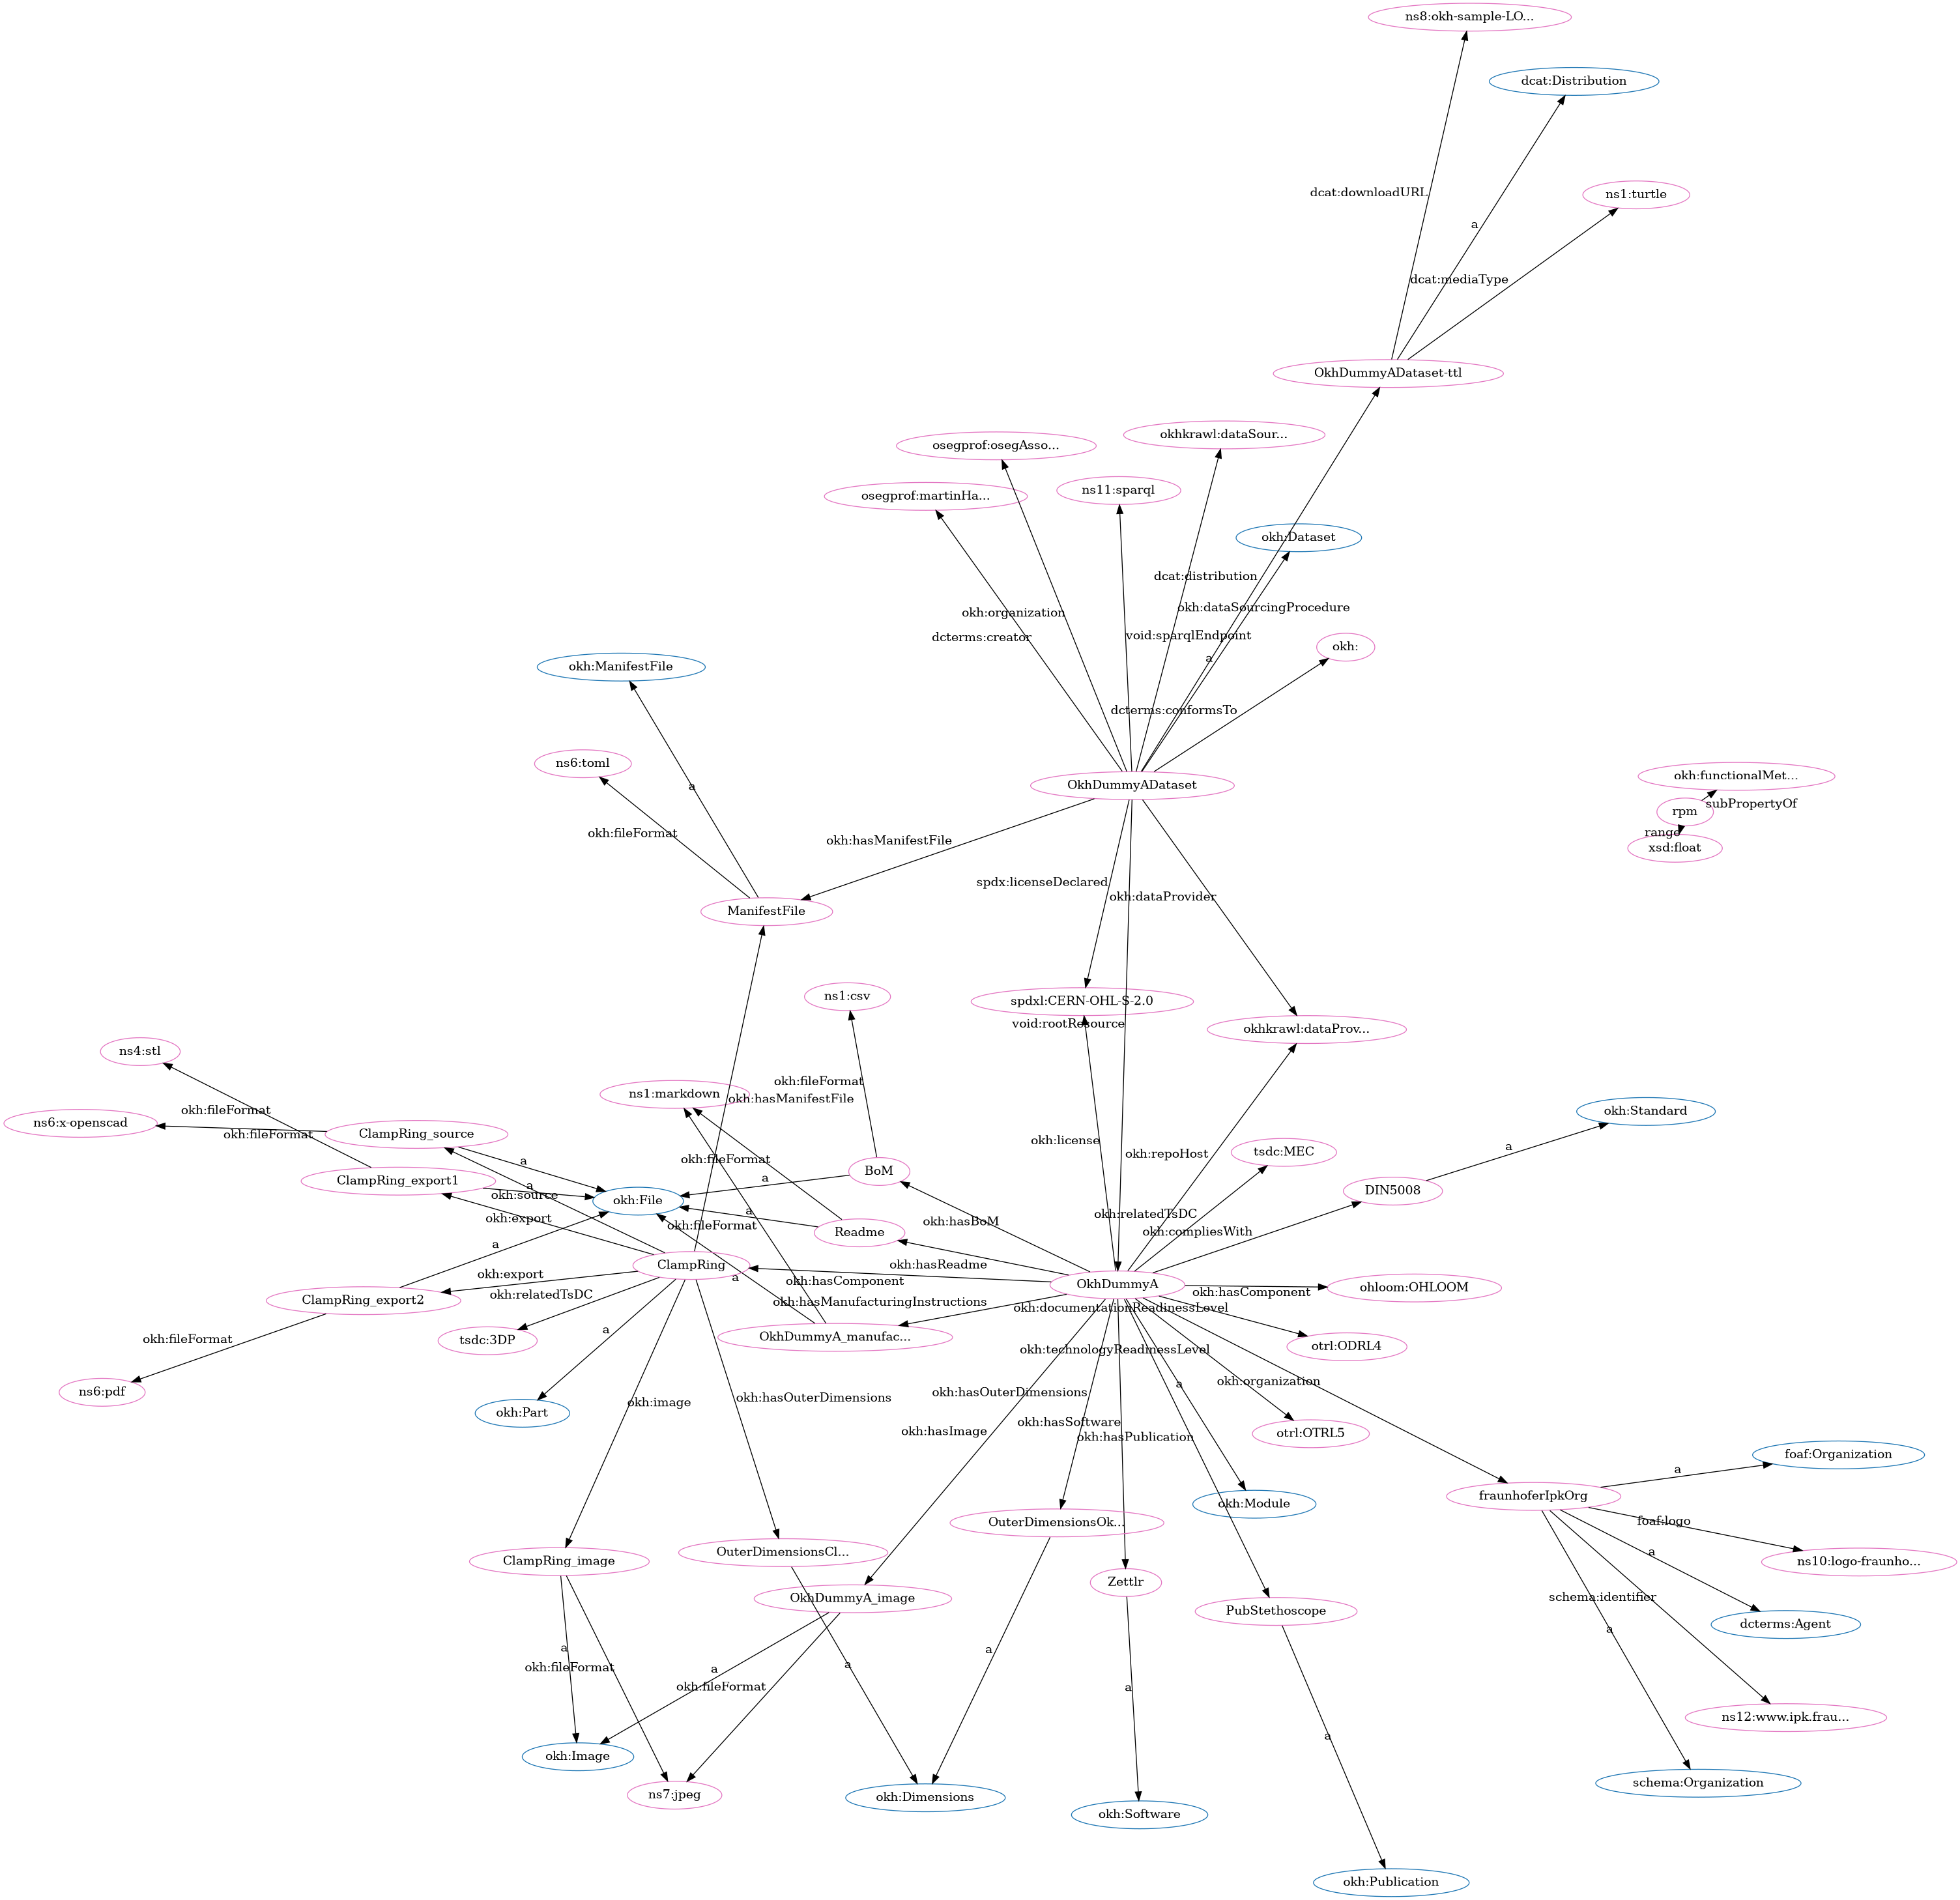 ns8:okh-sample-LO...
dcat:Distribution
dcat:downloadURL
ns1:turtle
a
dcat:mediaType
OkhDummyADataset-ttl
okhkrawl:dataSour...
osegprof:osegAsso...
ns11:sparql
osegprof:martinHa...
okh:Dataset
dcat:distribution
okh:dataSourcingProcedure
okh:organization
void:sparqlEndpoint
dcterms:creator
okh:
a
okh:ManifestFile
dcterms:conformsTo
ns6:toml
a
OkhDummyADataset
okh:functionalMet...
subPropertyOf
rpm
range
xsd:float
okh:fileFormat
okh:hasManifestFile
spdx:licenseDeclared
okh:dataProvider
ManifestFile
ns1:csv
spdxl:CERN-OHL-S-2.0
void:rootResource
okhkrawl:dataProv...
ns4:stl
okh:fileFormat
ns1:markdown
okh:hasManifestFile
okh:fileFormat
okh:Standard
ns6:x-openscad
okh:fileFormat
ClampRing_source
okh:license
okh:repoHost
tsdc:MEC
a
a
okh:fileFormat
BoM
ClampRing_export1
a
a
okh:source
okh:File
DIN5008
okh:export
a
okh:fileFormat
Readme
okh:hasBoM
okh:relatedTsDC
okh:compliesWith
a
ClampRing
okh:hasReadme
okh:export
a
okh:hasComponent
OkhDummyA
okh:hasComponent
ohloom:OHLOOM
ClampRing_export2
okh:relatedTsDC
okh:hasManufacturingInstructions
okh:documentationReadinessLevel
okh:fileFormat
tsdc:3DP
a
OkhDummyA_manufac...
okh:technologyReadinessLevel
otrl:ODRL4
ns6:pdf
okh:Part
okh:image
okh:hasOuterDimensions
okh:hasOuterDimensions
a
okh:organization
okh:hasImage
okh:hasSoftware
okh:hasPublication
otrl:OTRL5
foaf:Organization
a
fraunhoferIpkOrg
okh:Module
OuterDimensionsOk...
foaf:logo
OuterDimensionsCl...
ClampRing_image
a
ns10:logo-fraunho...
Zettlr
OkhDummyA_image
PubStethoscope
schema:identifier
a
dcterms:Agent
a
okh:fileFormat
a
okh:fileFormat
a
a
a
a
ns12:www.ipk.frau...
okh:Image
ns7:jpeg
okh:Dimensions
okh:Software
schema:Organization
okh:Publication